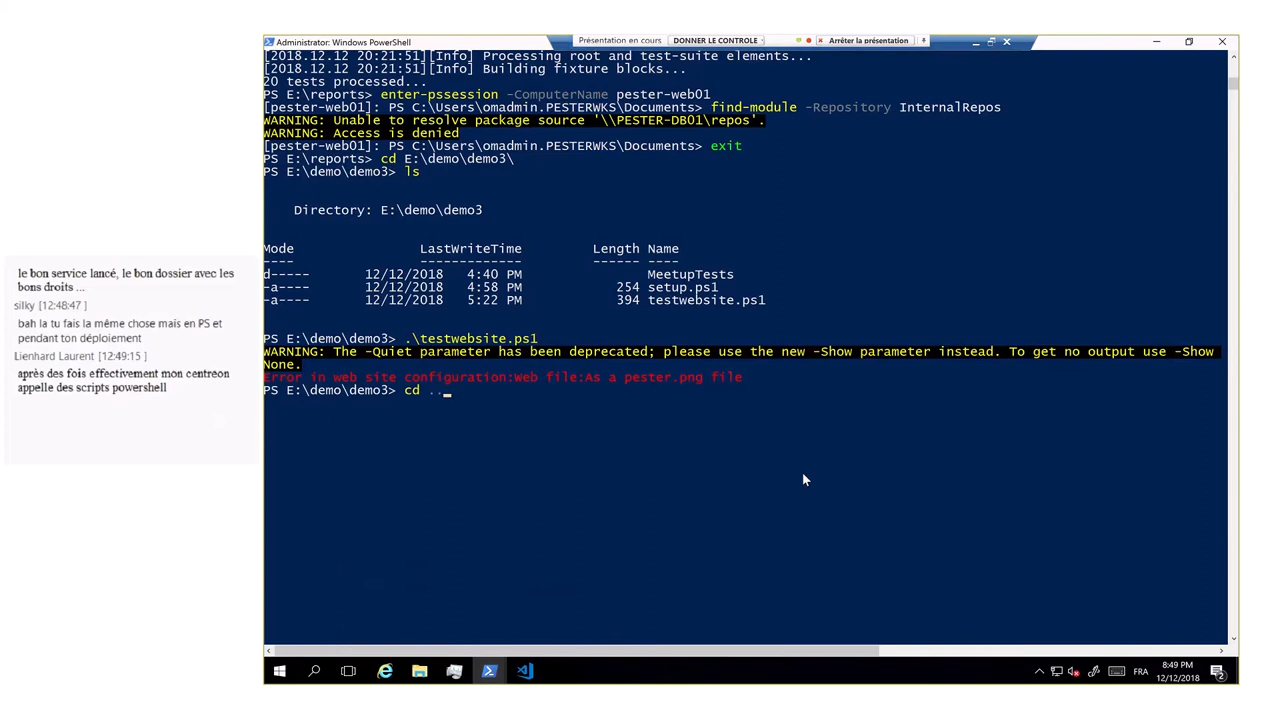 Administrator: Windows PowerShell
Présentation en cours
DONNER LE CONTROLE
Arrêter la présentation
[2018.12.12 20:21:51][Info] Processing root and test-suite elements...
[2018.12.12 20:21:51][Info] Building fixture blocks...
20 tests processed...
PS E:\reports> enter-pssession -ComputerName pester-web01
[pester-web01]: PS C:\Users\omadmin.PESTERWKS\Documents> find-module -Repository InternalRepos
WARNING: Unable to resolve package source '\\PESTER-DB01\repos'.
WARNING: Access is denied
[pester-web01]: PS C:\Users\omadmin.PESTERWKS\Documents> exit
PS E:\reports> cd E:\demo\demo3\
PS E:\demo\demo3> ls
Directory: E:\demo\demo3
Mode LastWriteTime Length Name
---- ------------- ------ ----
d----- 12/12/2018 4:40 PM MeetupTests
-a---- 12/12/2018 4:58 PM 254 setup.ps1
-a---- 12/12/2018 5:22 PM 394 testwebsite.ps1
PS E:\demo\demo3> .\testwebsite.ps1
WARNING: The -Quiet parameter has been deprecated; please use the new -Show parameter instead. To get no output use -Show
None.
Error in web site configuration:Web file:As a pester.png file
PS E:\demo\demo3> cd ..
le bon service lancé, le bon dossier avec les
bons droits ...
silky [12:48:47 ]
bah la tu fais la même chose mais en PS et
pendant ton déploiement
Lienhard Laurent [12:49:15 ]
après des fois effectivement mon centreon
appelle des scripts powershell
FRA
8:49 PM
12/12/2018
2